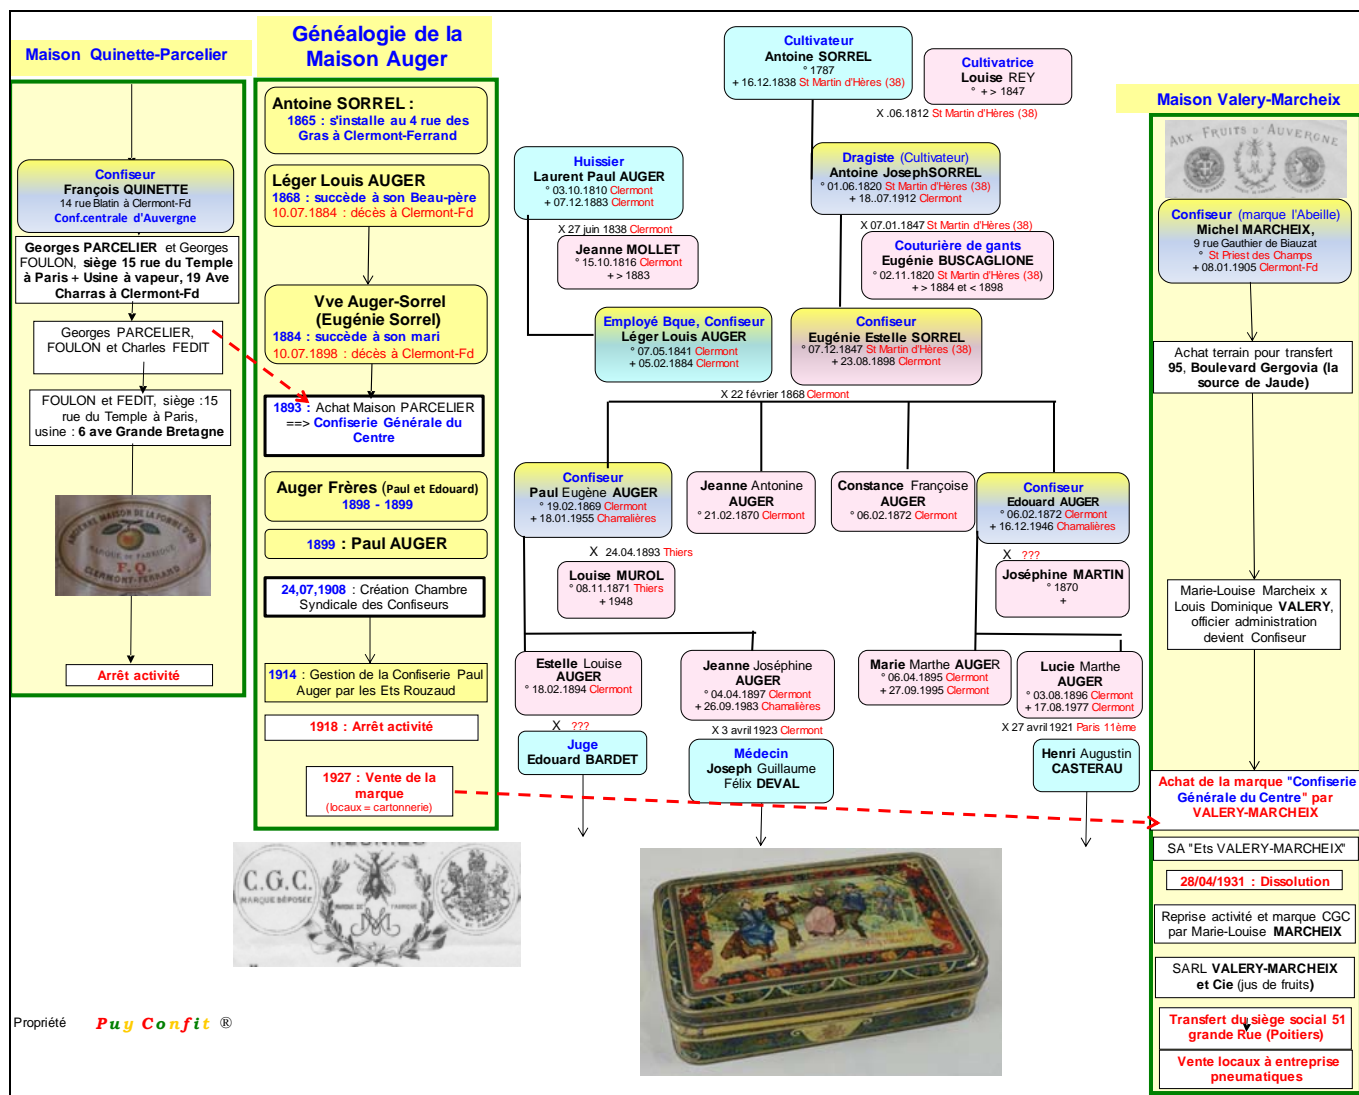 Maison Quinette-Parcelier
Confiseur
François QUINETTE
14 rue Blatin à Clermont-Fd
Conf.centrale d'Auvergne
Georges PARCELIER et Georges
FOULON, siège 15 rue du Temple
à Paris + Usine à vapeur, 19 Ave
Charras à Clermont-Fd
Georges PARCELIER,
FOULON et Charles FEDIT
FOULON et FEDIT, siège :15
rue du Temple à Paris,
usine : 6 ave Grande Bretagne
ANCIENNE MAISON DE LA POMME D'OR
MARQUE DE FABRIQUE
F.Q.
CLERMONT-FERRAND
Arrêt activité
Généalogie de la
Maison Auger
Antoine SORREL :
1865 : s'installe au 4 rue des
Gras à Clermont-Ferrand
Léger Louis AUGER
1868 : succède à son Beau-père
10.07.1884 : décès à Clermont-Fd
Vve Auger-Sorrel
(Eugénie Sorrel)
1884 : succède à son mari
10.07.1898 : décès à Clermont-Fd
1893 : Achat Maison PARCELIER
==> Confiserie Générale du
Centre
Auger Frères (Paul et Edouard)
1898 - 1899
1899 : Paul AUGER
24,07,1908 : Création Chambre
Syndicale des Confiseurs
1914 : Gestion de la Confiserie Paul
Auger par les Ets Rouzaud
1918 : Arrêt activité
1927 : Vente de la
marque
(locaux = cartonnerie)
Cultivateur
Antoine SORREL
° 1787
+ 16.12.1838 St Martin d'Hères (38)
Cultivatrice
Louise REY
° + > 1847
X .06.1812 St Martin d'Hères (38)
Huissier
Laurent Paul AUGER
° 03.10.1810 Clermont
+ 07.12.1883 Clermont
X 27 juin 1838 Clermont
Jeanne MOLLET
° 15.10.1816 Clermont
+ > 1883
Dragiste (Cultivateur)
Antoine JosephSORREL
° 01.06.1820 St Martin d'Hères (38)
+ 18..07.1912 Clermont
X 07.01.1847 St Martin d'Hères (38)
Couturière de gants
Eugénie BUSCAGLIONE
° 02.11.1820 St Martin d'Hères (38)
+ > 1884 et < 1898
Employé Bque, Confiseur
Léger Louis AUGER
° 07.05.1841 Clermont
+ 05.02.1884 Clermont
Confiseur
Eugénie Estelle SORREL
° 07.12.1847 St Martin d'Hères (38)
+ 23.08.1898 Clermont
X 22 février 1868 Clermont
Confiseur
Paul Eugène AUGER
° 19.02.1869 Clermont
+ 18.01.1955 Chamalières
Jeanne Antonine
AUGER
° 21.02.1870 Clermont
Constance Françoise
AUGER
° 06.02.1872 Clermont
Confiseur
Edouard AUGER
° 06.02.1872 Clermont
+ 16.12.1946 Chamalières
X 24.04.1893 Thiers
Louise MUROL
° 08.11.1871 Thiers
+ 1948
X ???
Joséphine MARTIN
° 1870
+
Estelle Louise
AUGER
° 18.02.1894 Clermont
Jeanne Joséphine
AUGER
° 04.04.1897 Clermont
+ 26.09.1983 Chamalières
Marie Marthe AUGER
° 06.04.1895 Clermont
+ 27.09.1995 Clermont
Lucie Marthe
AUGER
° 03.08.1896 Clermont
+ 17.08.1977 Clermont
X ???
Juge
Edouard BARDET
X 3 avril 1923 Clermont
Médecin
Joseph Guillaume
Félix DEVAL
X 27 avril 1921 Paris 11ème
Henri Augustin
CASTERAU
Maison Valery-Marcheix
AUX FRUITS D'AUVERGNE
Confiseur (marque l'Abeille)
Michel MARCHEIX,
9 rue Gauthier de Biauzat
° St Priest des Champs
+ 08.01.1905 Clermont-Fd
Achat terrain pour transfert
95, Boulevard Gergovia (la
source de Jaude)
Marie-Louise Marcheix x
Louis Dominique VALERY,
officier administration
devient Confiseur
Achat de la marque "Confiserie
Générale du Centre" par
VALERY-MARCHEIX
SA "Ets VALERY-MARCHEIX"
28/04/1931 : Dissolution
Reprise activité et marque CGC
par Marie-Louise MARCHEIX
SARL VALERY-MARCHEIX
et Cie (jus de fruits)
Transfert du siège social 51
grande Rue (Poitiers)
Vente locaux à entreprise
pneumatiques
C.G.C.
MARQUE DÉPOSÉE
Propriété Puy Confit ®